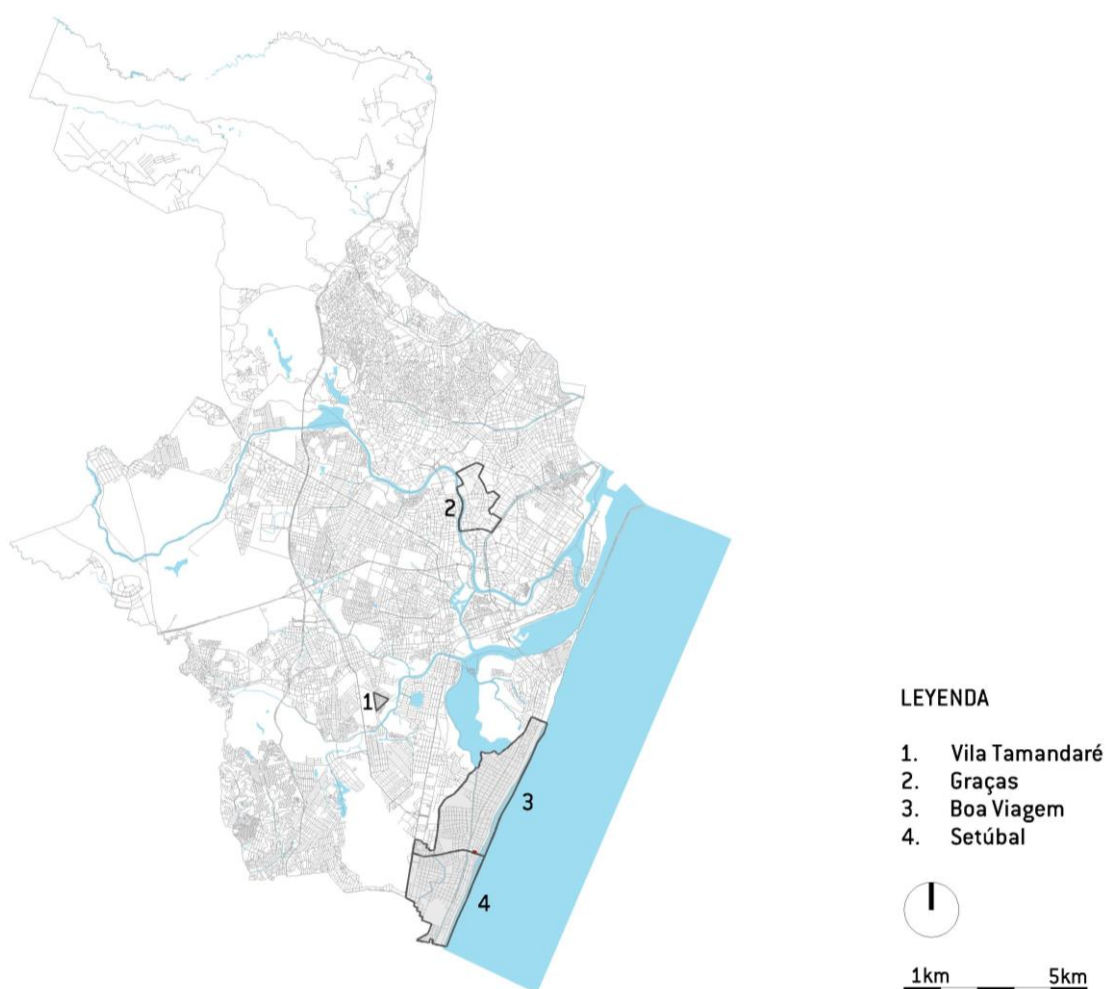 2
1
3
4
LEYENDA
1. Vila Tamandaré
2. Graças
3. Boa Viagem
4. Setúbal
1km 5km